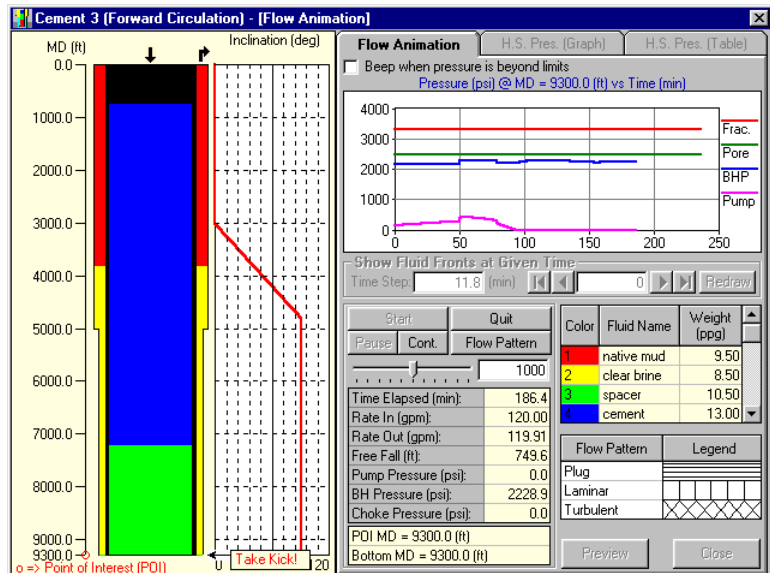 Cement 3 (Forward Circulation) - [Flow Animation]
MD (ft)
Inclination (deg)
0.0
1000.0
2000.0
3000.0
4000.0
5000.0
6000.0
7000.0
8000.0
9000.0
9300.0
Take Kick!
0
20
o => Point of Interest (POI)
Flow Animation
H.S. Pres. (Graph)
H.S. Pres. (Table)
Beep when pressure is beyond limits
Pressure (psi) @ MD = 9300.0 (ft) vs Time (min)
4000
3000
2000
1000
0
0 50 100 150 200 250
Frac.
Pore
BHP
Pump
Show Fluid Fronts at Given Time
Time Step: 11.8 (min) 0 Redraw
Start Quit
Pause Cont. Flow Pattern
1000
Time Elapsed (min): 186.4
Rate In (gpm): 120.00
Rate Out (gpm): 119.91
Free Fall (ft): 749.6
Pump Pressure (psi): 0.0
BH Pressure (psi): 2228.9
Choke Pressure (psi): 0.0
POI MD = 9300.0 (ft)
Bottom MD = 9300.0 (ft)
Color Fluid Name Weight (ppg)
1 native mud 9.50
2 clear brine 8.50
3 spacer 10.50
4 cement 13.00
Flow Pattern Legend
Plug
Laminar
Turbulent
Preview Close